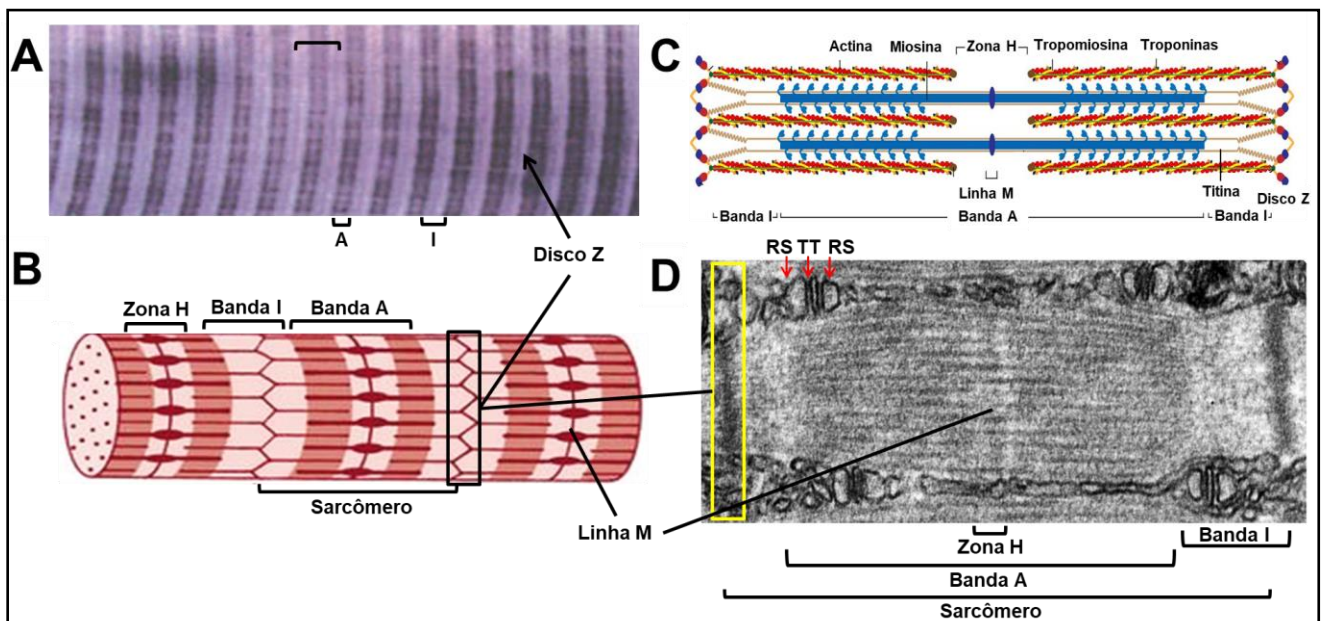 A
A
I
Disco Z
B
Zona H
Banda I
Banda A
Sarcômero
Linha M
C
Actina
Miosina
Zona H
Tropomiosina
Troponinas
Linha M
Titina
Disco Z
Banda I
Banda A
Banda I
D
RS TT RS
Zona H
Banda I
Banda A
Sarcômero